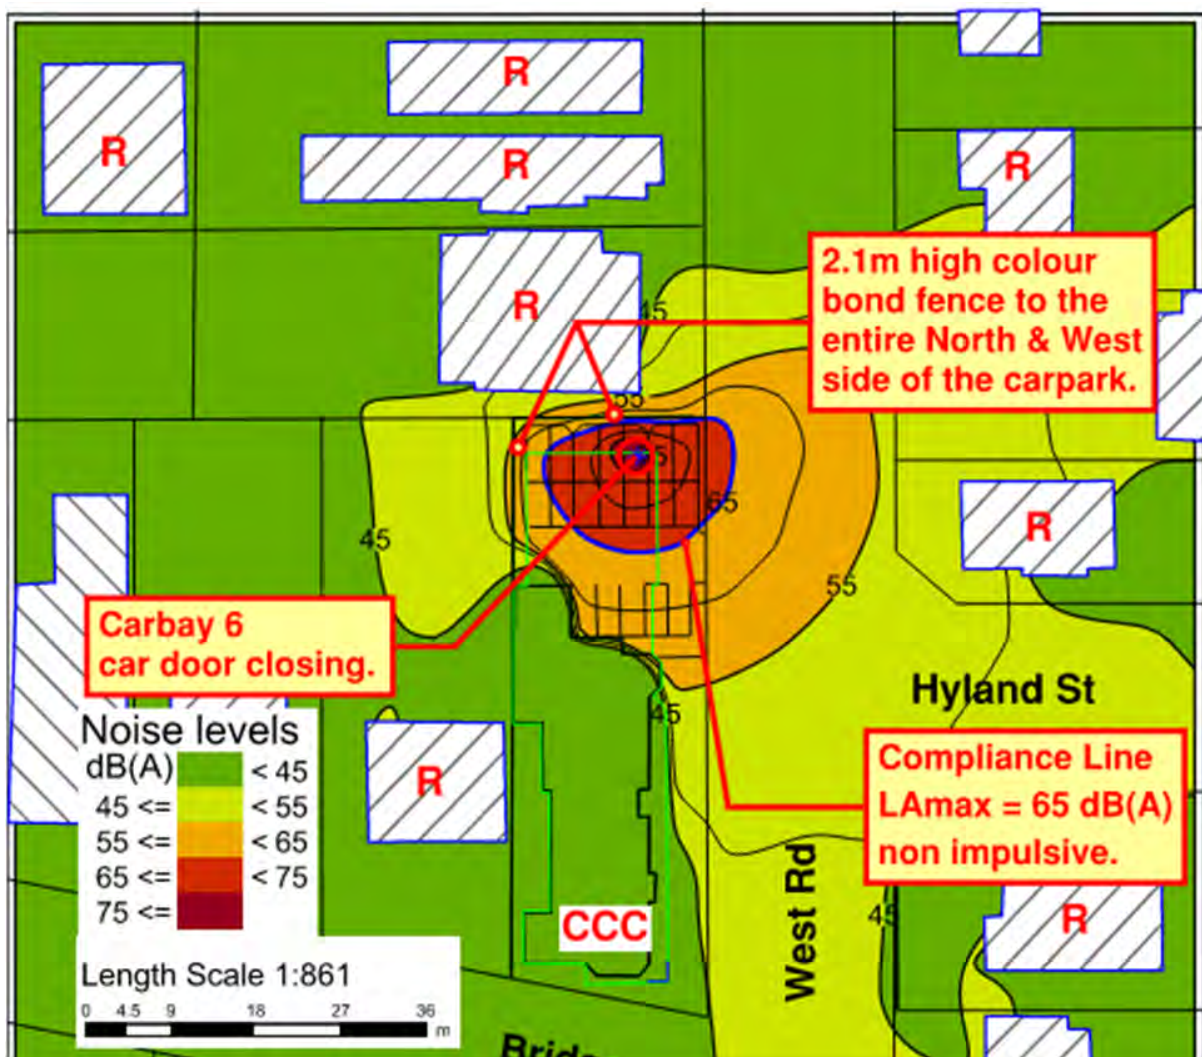 R
R
R
R
R
2.1m high colour
bond fence to the
entire North & West
side of the carpark.
45
55
65
45
55
R
Carbay 6
car door closing.
Hyland St
45
Compliance Line
LAmax = 65 dB(A)
non impulsive.
R
Noise levels
dB(A)
< 45
45 <= < 55
55 <= < 65
65 <= < 75
75 <=
West Rd
45
R
CCC
Length Scale 1:861
0 4.5 9 18 27 36
m